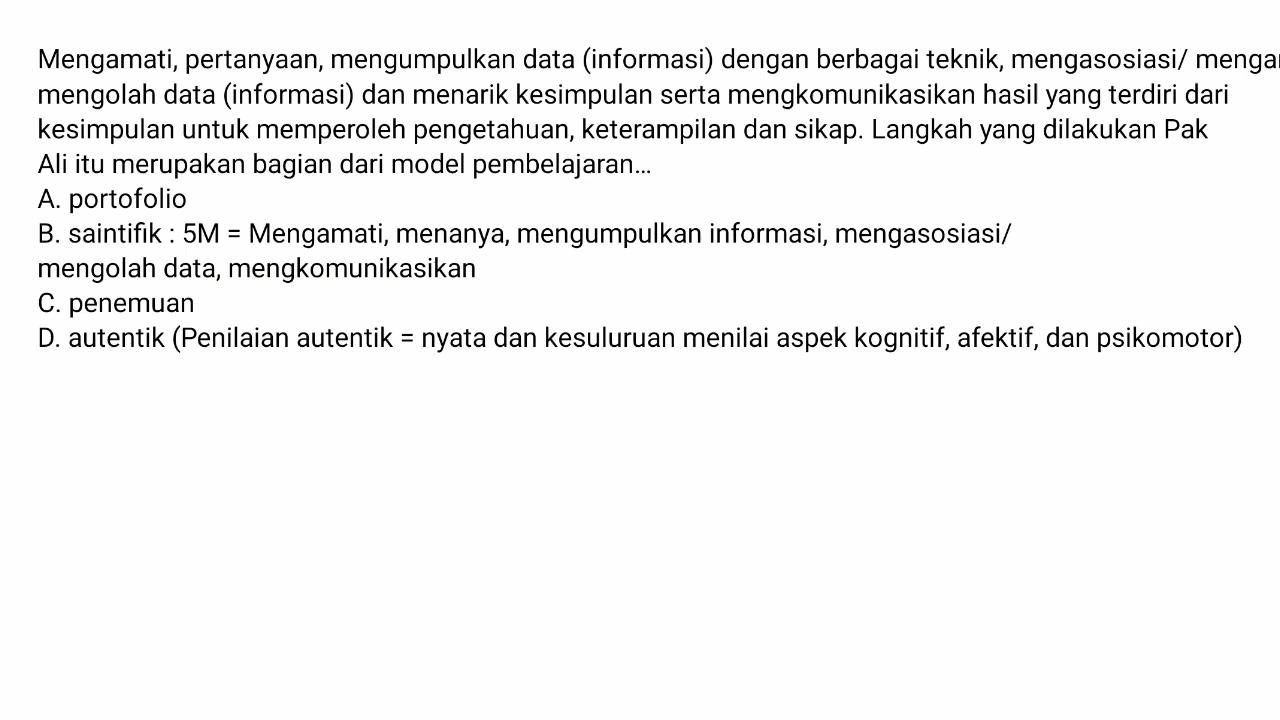 Mengamati, pertanyaan, mengumpulkan data (informasi) dengan berbagai teknik, mengasosiasi/
mengolah data (informasi) dan menarik kesimpulan serta mengkomunikasikan hasil yang terdiri dari
kesimpulan untuk memperoleh pengetahuan, keterampilan dan sikap. Langkah yang dilakukan Pak
Ali itu merupakan bagian dari model pembelajaran...
A. portofolio
B. saintifik : 5M = Mengamati, menanya, mengumpulkan informasi, mengasosiasi/
mengolah data, mengkomunikasikan
C. penemuan
D. autentik (Penilaian autentik = nyata dan kesuluruan menilai aspek kognitif, afektif, dan psikomotor)